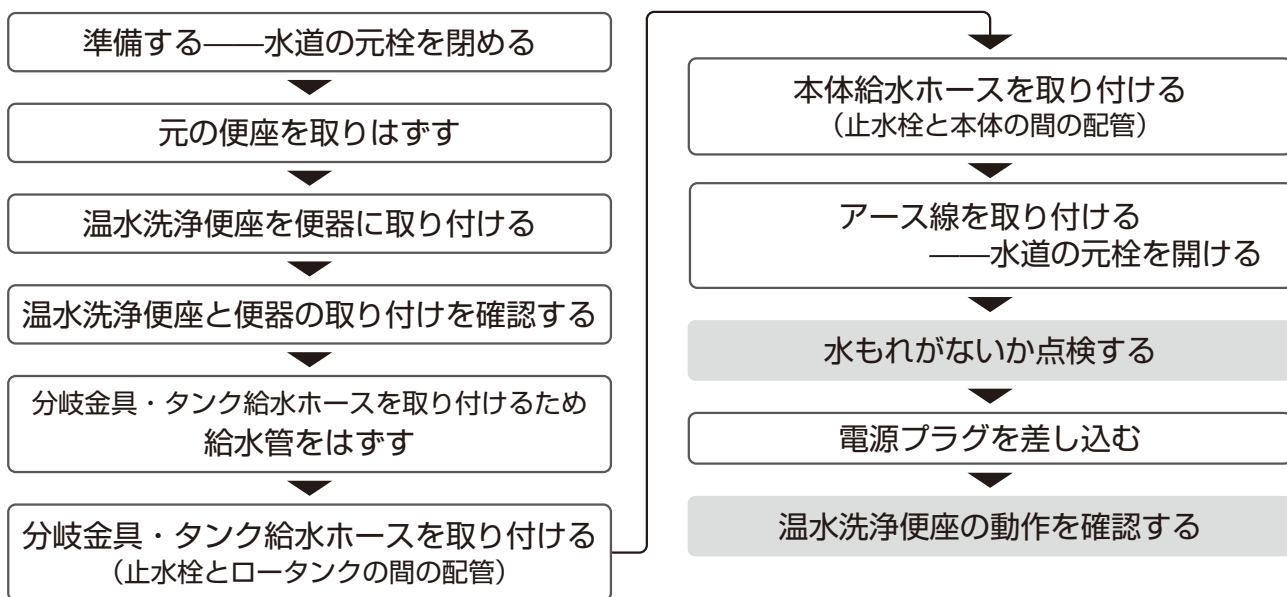 準備する――水道の元栓を閉める
元の便座を取りはずす
温水洗浄便座を便器に取り付ける
温水洗浄便座と便器の取り付けを確認する
分岐金具・タンク給水ホースを取り付けるため
給水管をはずす
分岐金具・タンク給水ホースを取り付ける
（止水栓とロータンクの間の配管）
本体給水ホースを取り付ける
（止水栓と本体の間の配管）
アース線を取り付ける
――水道の元栓を開ける
水もれがないか点検する
電源プラグを差し込む
温水洗浄便座の動作を確認する